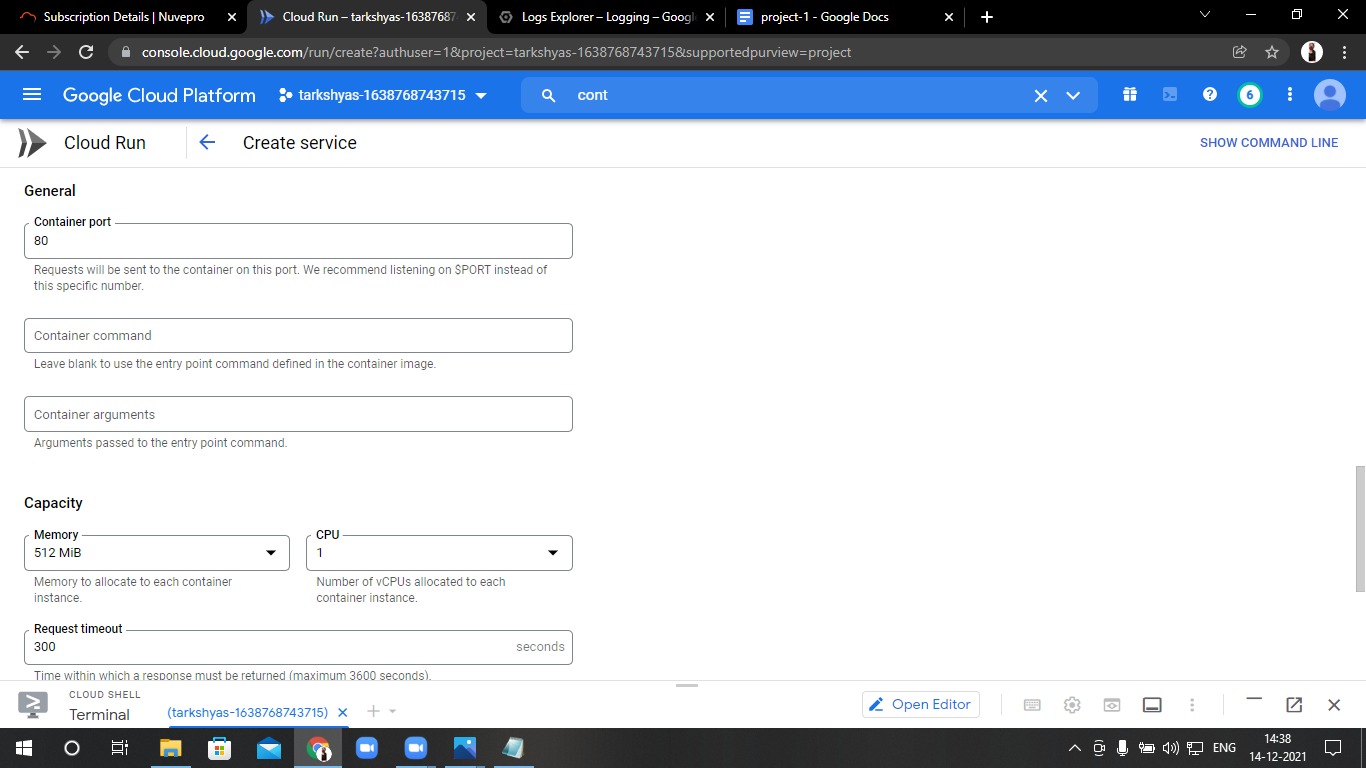 Subscription Details | Nuvepro
Cloud Run – tarkshyas-16387687
Logs Explorer – Logging – Googl
project-1 - Google Docs
console.cloud.google.com/run/create?authuser=1&project=tarkshyas-1638768743715&supportedpurview=project
Google Cloud Platform
tarkshyas-1638768743715
cont
6
Cloud Run
Create service
SHOW COMMAND LINE
General
Container port
80
Requests will be sent to the container on this port. We recommend listening on $PORT instead of
this specific number.
Container command
Leave blank to use the entry point command defined in the container image.
Container arguments
Arguments passed to the entry point command.
Capacity
Memory
512 MiB
CPU
1
Memory to allocate to each container
instance.
Number of vCPUs allocated to each
container instance.
Request timeout
300
seconds
Time within which a response must be returned (maximum 3600 seconds).
CLOUD SHELL
Terminal
(tarkshyas-1638768743715)
Open Editor
ENG
14:38
14-12-2021